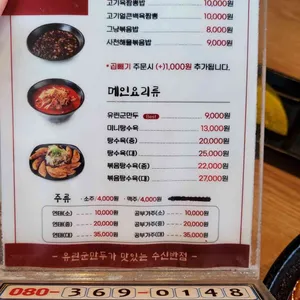 고기짬뽕밥 10,000원
고기얼큰백육짬뽕 10,000원
그냥볶음밥 8,000원
사천해물볶음밥 9,000원
*곱빼기 주문시 (+)1,000원 추가됩니다.
메인요리류
유린군만두 Best 9,000원
미니탕수육 13,000원
탕수육(중) 20,000원
탕수육(대) 25,000원
볶음탕수육(중) 22,000원
볶음탕수육(대) 27,000원
주류 · 소주 / 4,000원 · 맥주 / 4,000원
연태(소) 10,000원 공부가주(소) 10,000원
연태(중) 20,000원 공부가주(중) 20,000원
연태(대) 35,000원 공부가주(대) 35,000원
- 유린군만두가 맛있는 수신반점 -
080-369-0148